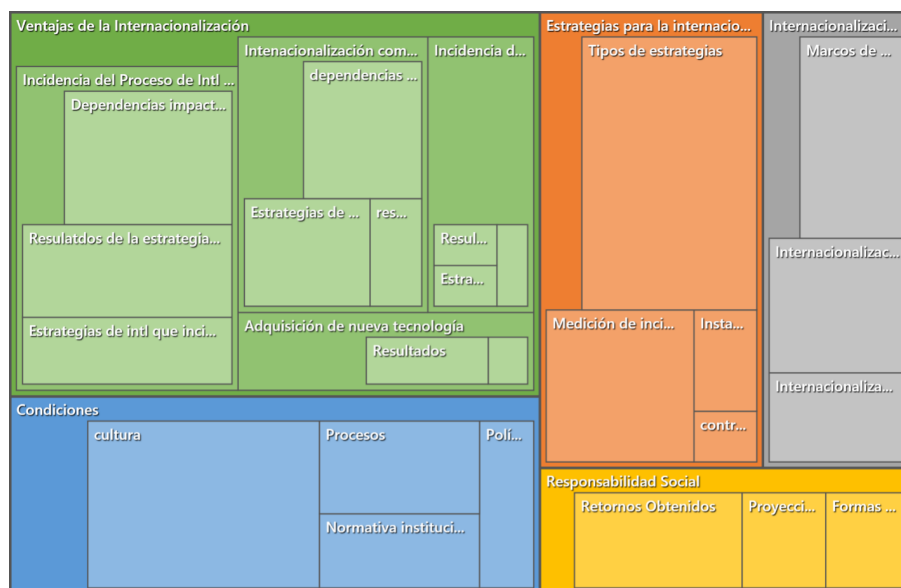 Ventajas de la Internacionalización
Incidencia del Proceso de Intl ...
Dependencias impact...
Resulatdos de la estrategia...
Estrategias de intl que inci...
Intenacionalización com...
dependencias ...
Estrategias de ...
res...
Incidencia d...
Resul...
Estra...
Adquisición de nueva tecnología
Resultados
Condiciones
cultura
Procesos
Normativa instituci...
Polí...
Estrategias para la internacio...
Tipos de estrategias
Medición de inci...
Insta...
contr...
Internacionalizaci...
Marcos de ...
Internacionalizac...
Internacionaliza...
Responsabilidad Social
Retornos Obtenidos
Proyecci...
Formas ...